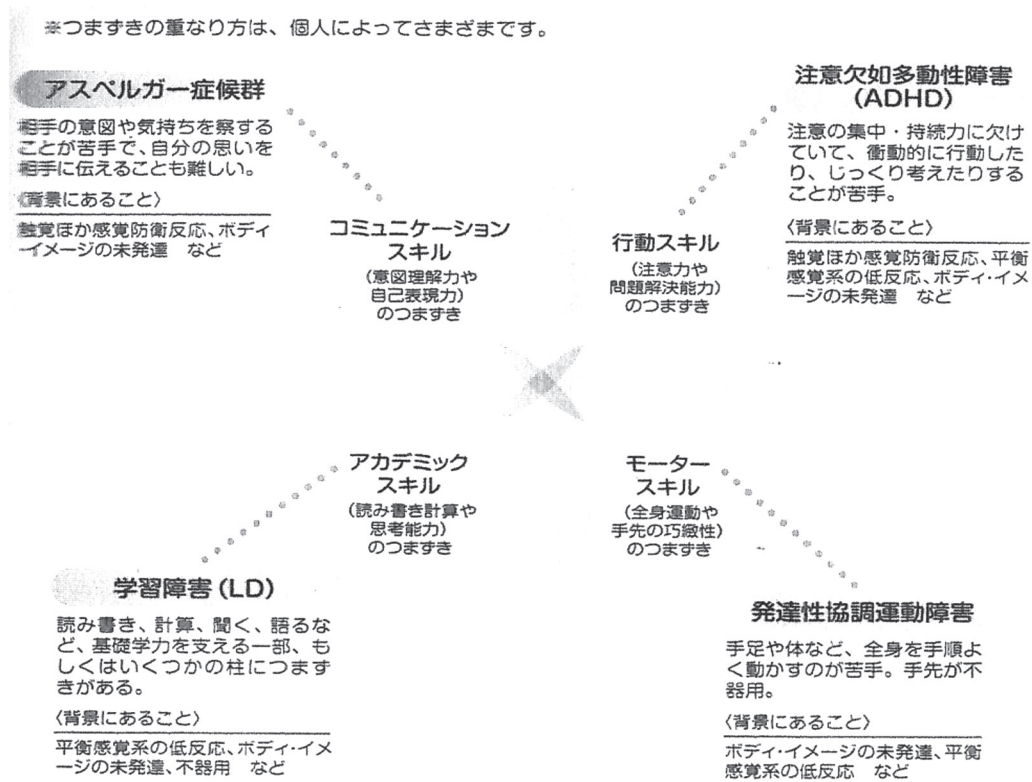 ※つまずきの重なり方は、個人によってさまざまです。
アスペルガー症候群
相手の意図や気持ちを察する
ことが苦手で、自分の思いを
相手に伝えることも難しい。
〈背景にあること〉
触覚ほか感覚防衛反応、ボディ
・イメージの未発達　など
コミュニケーション
スキル
(意図理解力や
自己表現力)
のつまずき
注意欠如多動性障害
(ADHD)
注意の集中・持続力に欠け
ていて、衝動的に行動した
り、じっくり考えたりする
ことが苦手。
〈背景にあること〉
触覚ほか感覚防衛反応、平衡
感覚系の低反応、ボディ・イメ
ージの未発達　など
行動スキル
(注意力や
問題解決能力)
のつまずき
アカデミック
スキル
(読み書き計算や
思考能力)
のつまずき
学習障害(LD)
読み書き、計算、聞く、語るな
ど、基礎学力を支える一部、も
しくはいくつかの柱につまず
きがある。
〈背景にあること〉
平衡感覚系の低反応、ボディ・イメ
ージの未発達、不器用　など
モーター
スキル
(全身運動や
手先の巧緻性)
のつまずき
発達性協調運動障害
手足や体など、全身を手順よ
く動かすのが苦手。手先が不
器用。
〈背景にあること〉
ボディ・イメージの未発達、平衡
感覚系の低反応　など